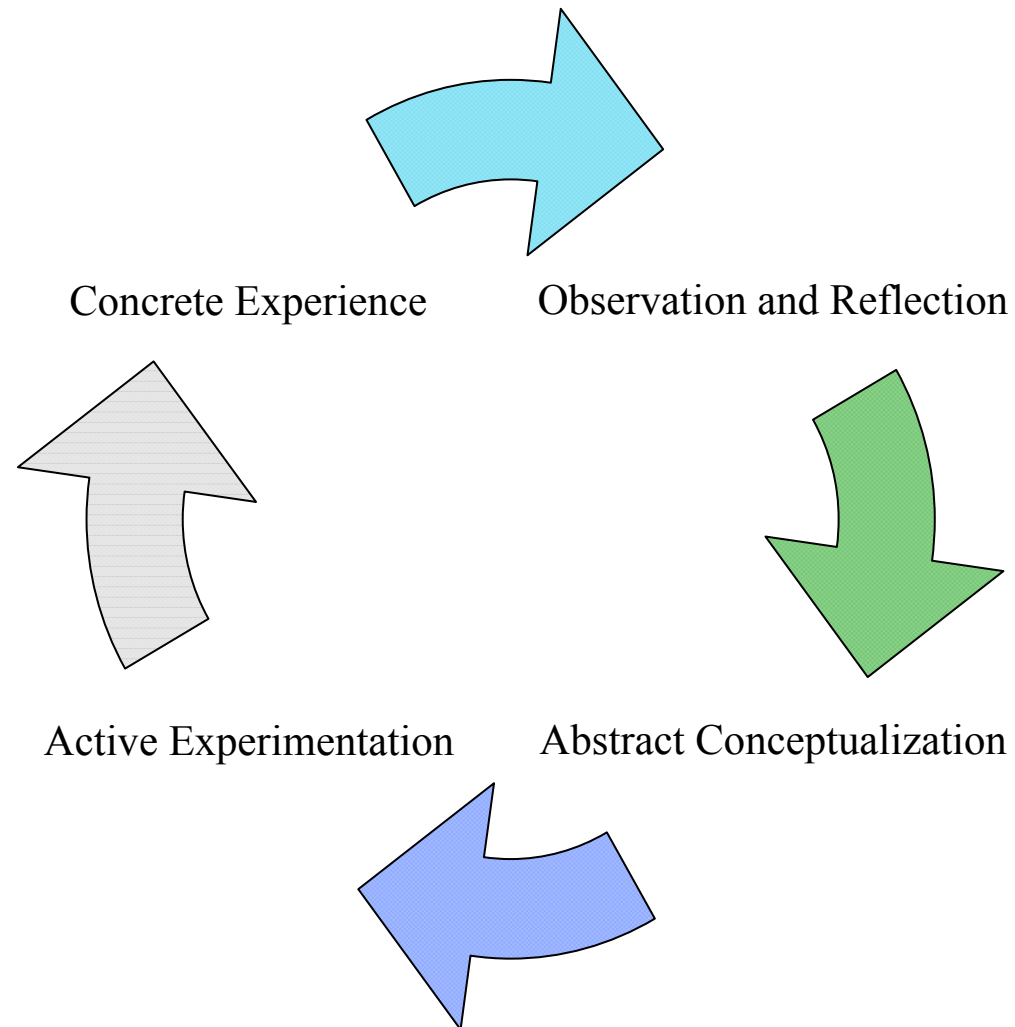 Concrete Experience
Observation and Reflection
Active Experimentation
Abstract Conceptualization